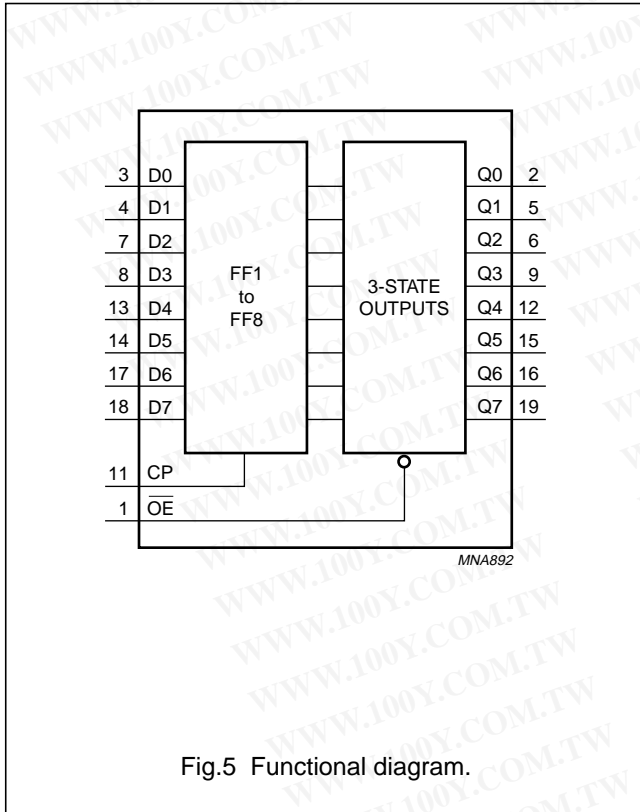 3 D0 Q0 2
4 D1 Q1 5
7 D2 Q2 6
8 D3 Q3 9
13 D4 Q4 12
14 D5 Q5 15
17 D6 Q6 16
18 D7 Q7 19
FF1
to
FF8
3-STATE
OUTPUTS
11 CP
1 OE
MNA892
Fig.5 Functional diagram.
WWW.100Y.COM.TW